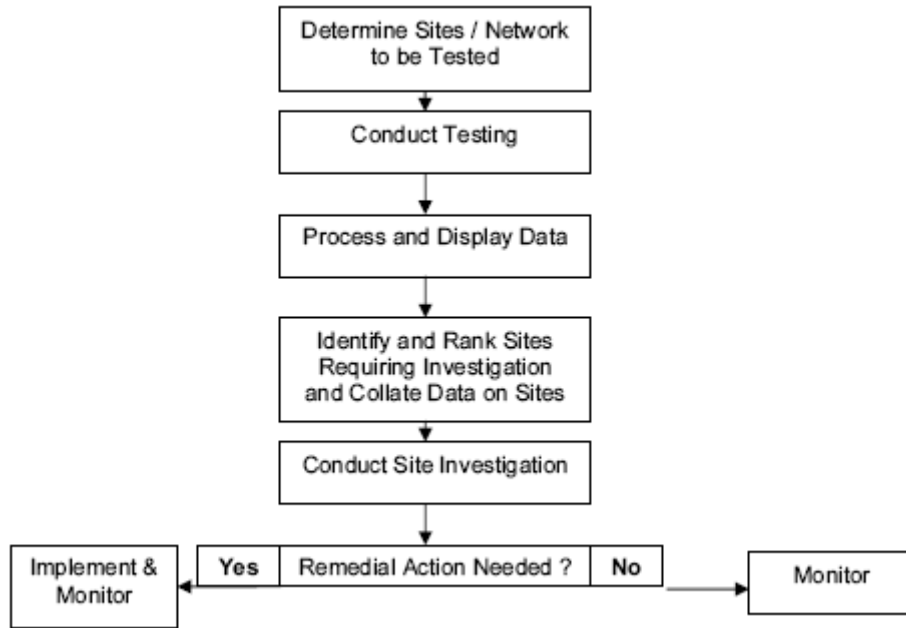 Determine Sites / Network
to be Tested
Conduct Testing
Process and Display Data
Identify and Rank Sites
Requiring Investigation
and Collate Data on Sites
Conduct Site Investigation
Implement &
Monitor
Yes
Remedial Action Needed ?
No
Monitor